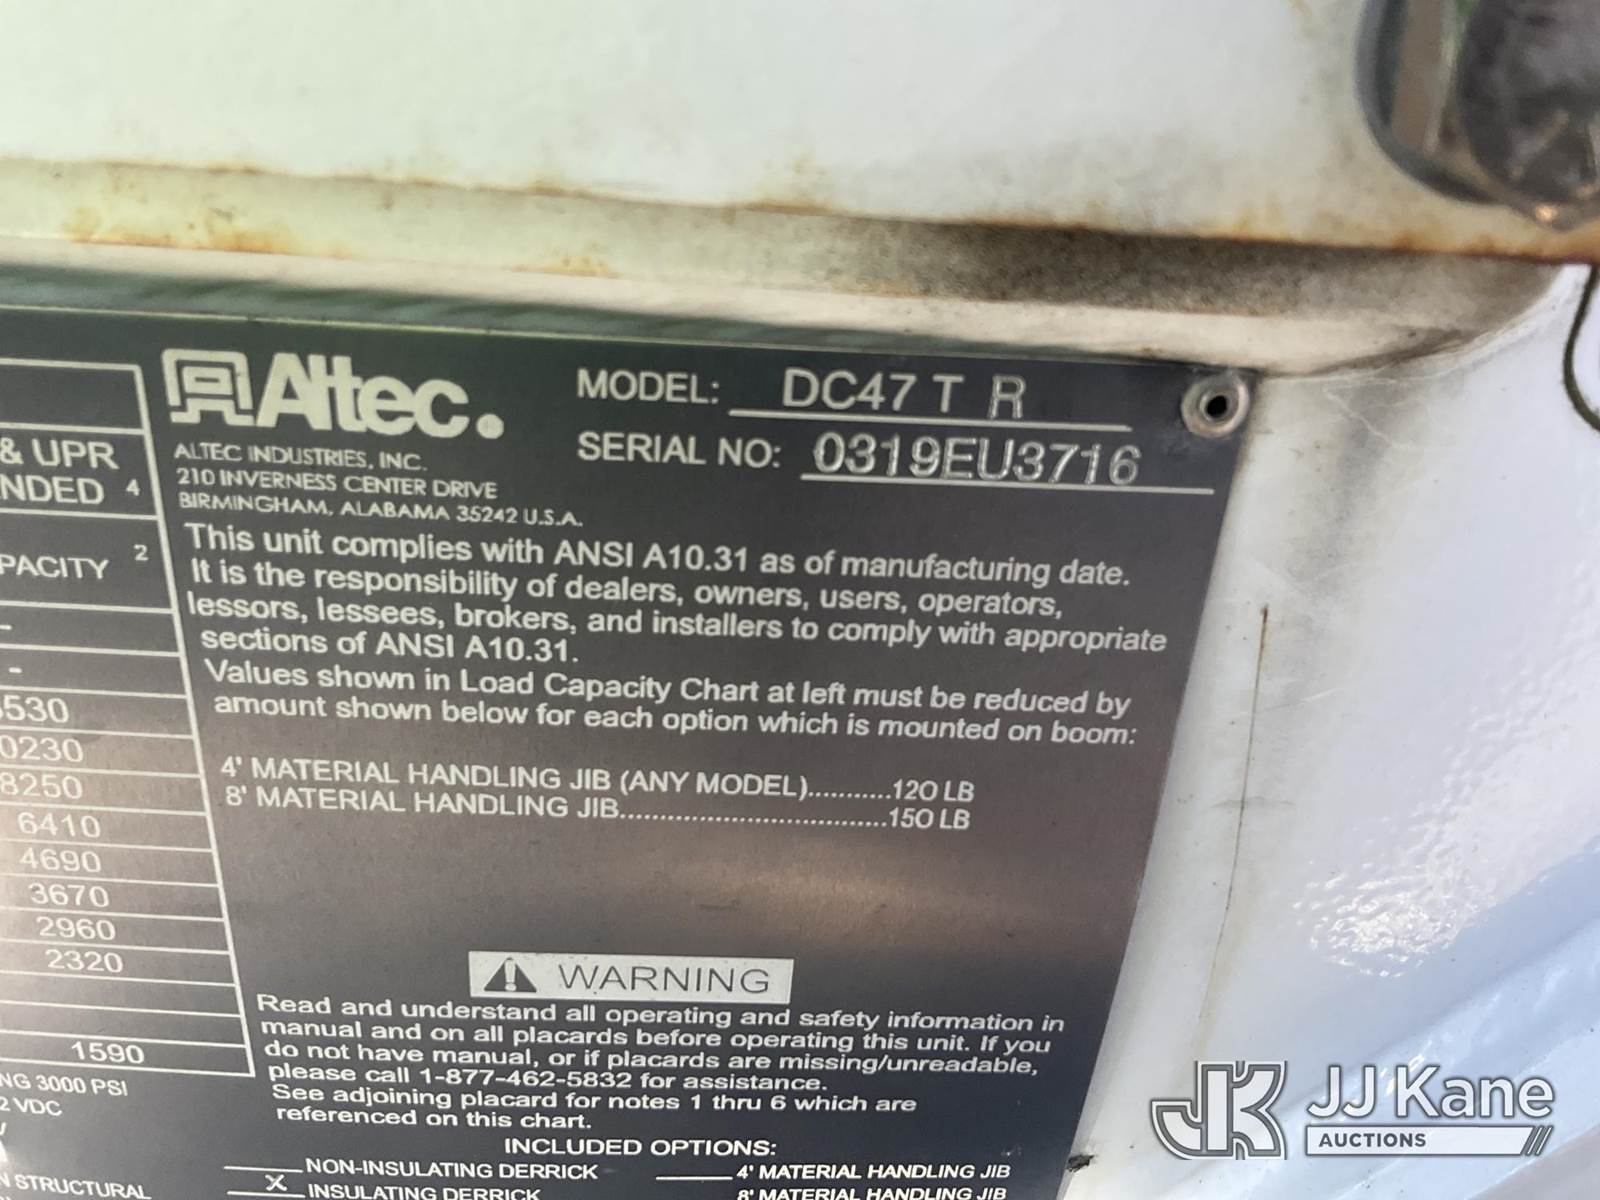 Altec.
MODEL: DC47 T R
SERIAL NO: 0319EU3716
ALTEC INDUSTRIES, INC.
210 INVERNESS CENTER DRIVE
BIRMINGHAM, ALABAMA 35242 U.S.A.
This unit complies with ANSI A10.31 as of manufacturing date.
It is the responsibility of dealers, owners, users, operators,
lessors, lessees, brokers, and installers to comply with appropriate
sections of ANSI A10.31.
Values shown in Load Capacity Chart at left must be reduced by
amount shown below for each option which is mounted on boom:
4' MATERIAL HANDLING JIB (ANY MODEL)...........120 LB
8' MATERIAL HANDLING JIB.................................150 LB
WARNING
Read and understand all operating and safety information in
manual and on all placards before operating this unit. If you
do not have manual, or if placards are missing/unreadable,
please call 1-877-462-5832 for assistance.
See adjoining placard for notes 1 thru 6 which are
referenced on this chart.
INCLUDED OPTIONS:
NON-INSULATING DERRICK
4' MATERIAL HANDLING JIB
X INSULATING DERRICK
8' MATERIAL HANDLING JIB
& UPR
NDED 4
PACITY 2
-
-
530
0230
8250
6410
4690
3670
2960
2320
1590
NG 3000 PSI
2 VDC
N STRUCTURAL
JK JJ Kane
AUCTIONS